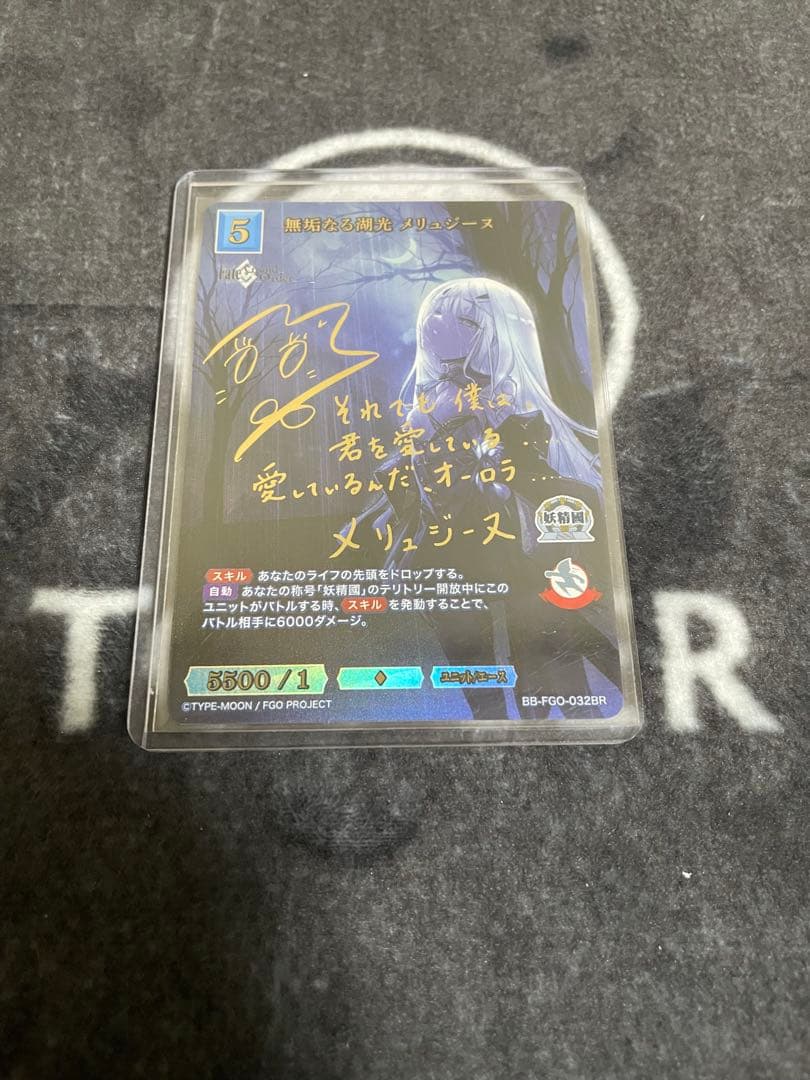 5
無垢なる湖光 メリュジーヌ
Fate
それでも僕は、
君を愛している...
愛しているんだ、オーロラ....
メリュジーヌ
妖精國
スキル あなたのライフの先頭をドロップする。
自動 あなたの称号「妖精國」のテリトリー開放中にこの
ユニットがバトルする時、スキル を発動することで、
バトル相手に6000ダメージ。
5500 / 1
ユニット/エース
©TYPE-MOON / FGO PROJECT
BB-FGO-032BR
T
R